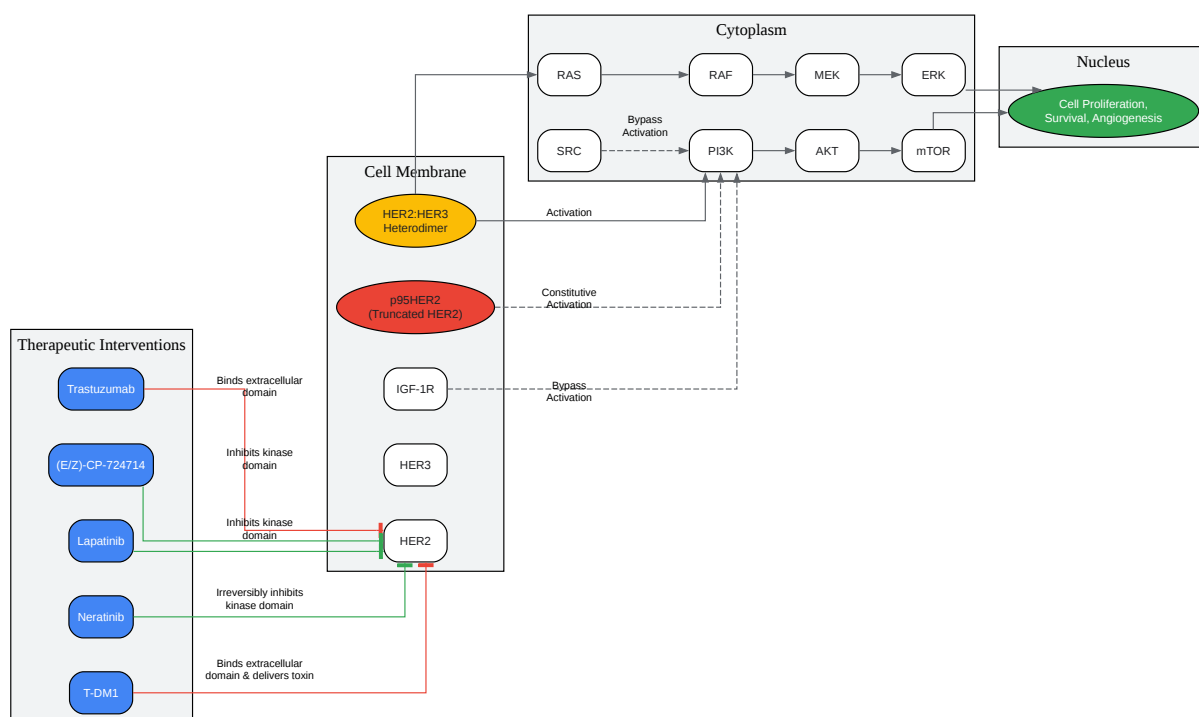 Cytoplasm
RAS
RAF
MEK
ERK
Bypass
Activation
SRC
PI3K
AKT
mTOR
Nucleus
Cell Proliferation,
Survival, Angiogenesis
Cell Membrane
HER2:HER3
Heterodimer
Activation
p95HER2
(Truncated HER2)
Constitutive
Activation
IGF-1R
Bypass
Activation
HER3
HER2
Therapeutic Interventions
Trastuzumab
Binds extracellular
domain
(E/Z)-CP-724714
Inhibits kinase
domain
Lapatinib
Inhibits kinase
domain
Neratinib
Irreversibly inhibits
kinase domain
T-DM1
Binds extracellular
domain & delivers toxin